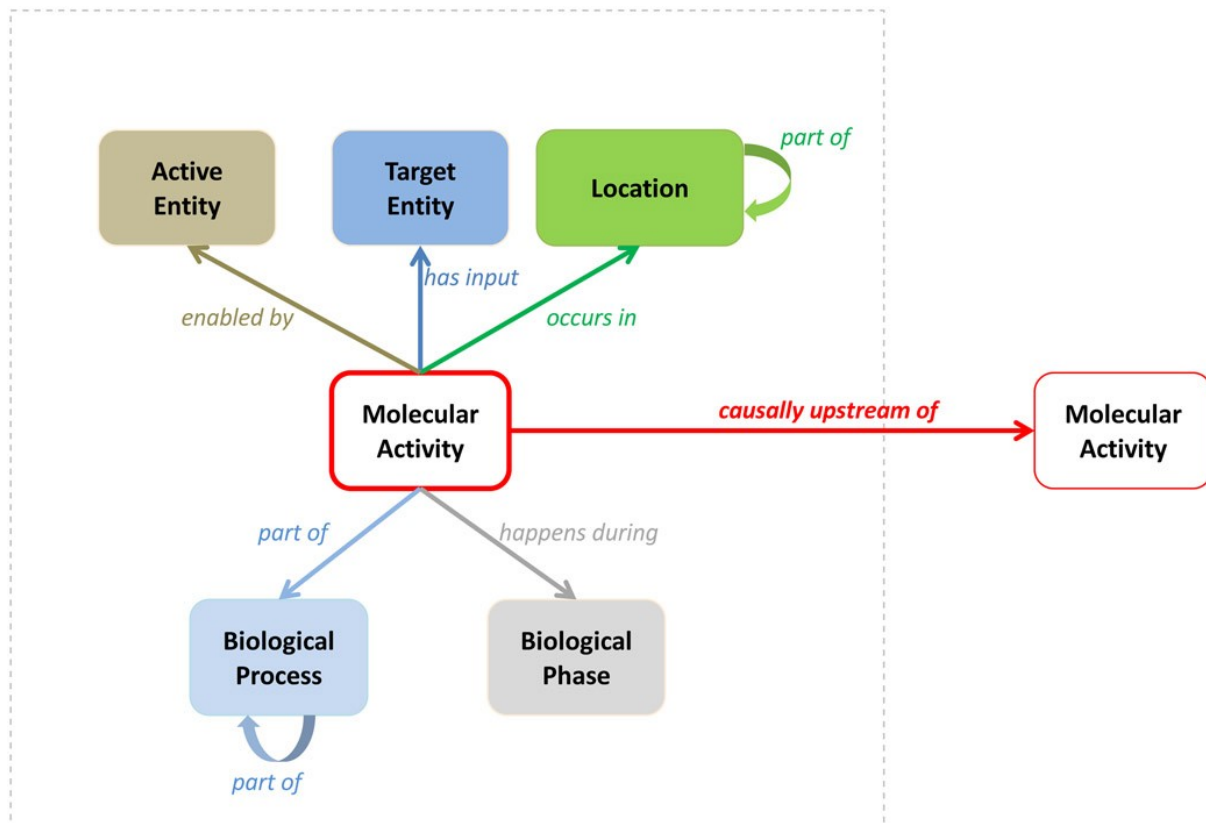 part of
Active
Entity
Target
Entity
Location
has input
enabled by
occurs in
Molecular
Activity
causally upstream of
Molecular
Activity
part of
happens during
Biological
Process
Biological
Phase
part of